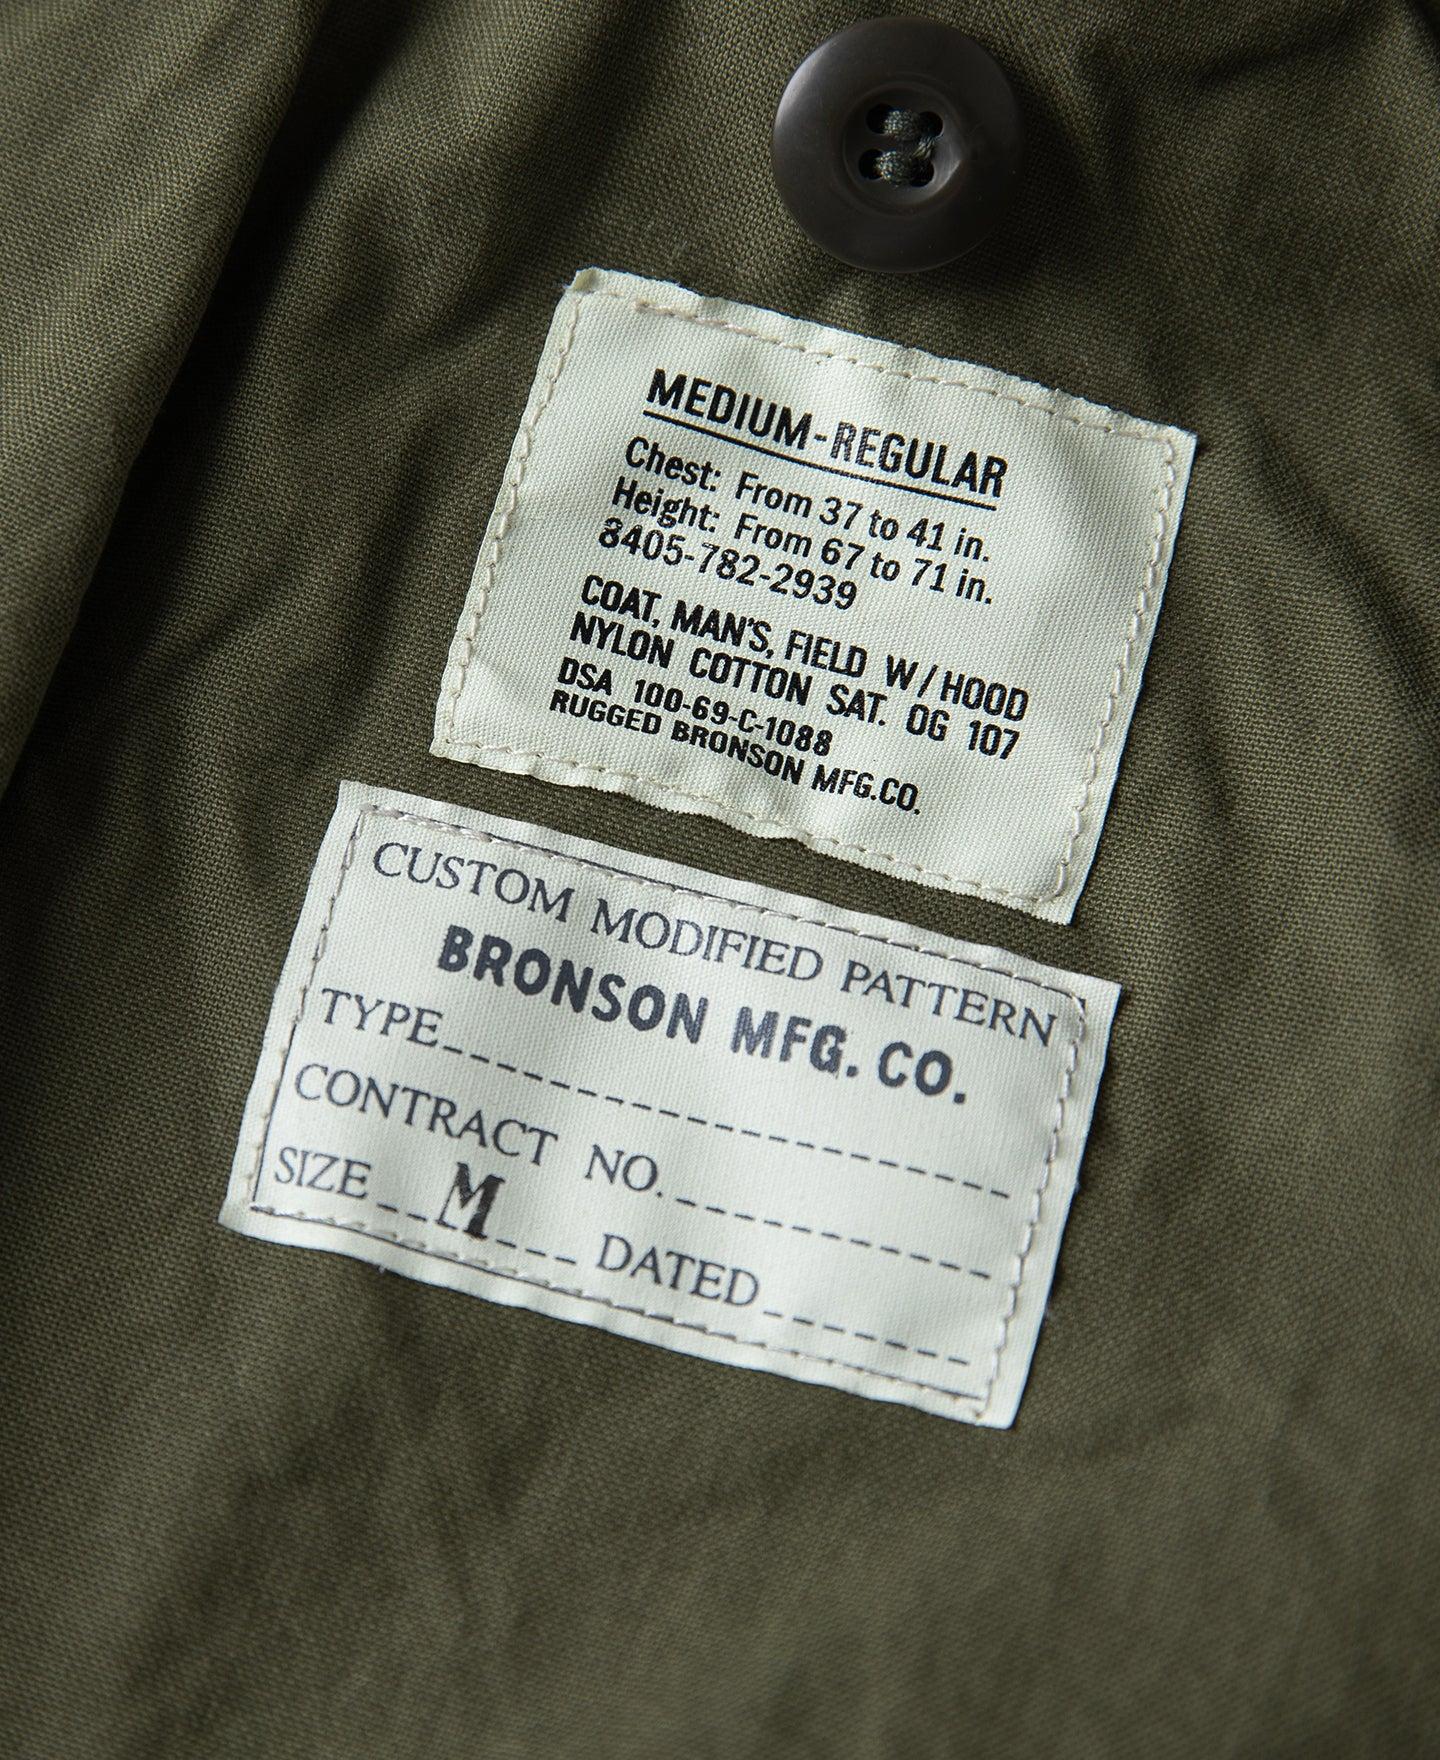 MEDIUM-REGULAR
Chest: From 37 to 41 in.
Height: From 67 to 71 in.
8405-782-2939
COAT, MAN'S, FIELD W/HOOD
NYLON COTTON SAT. OG 107
DSA 100-69-C-1088
RUGGED BRONSON MFG.CO.
CUSTOM MODIFIED PATTERN
BRONSON MFG. CO.
TYPE
CONTRACT NO.
SIZE M DATED